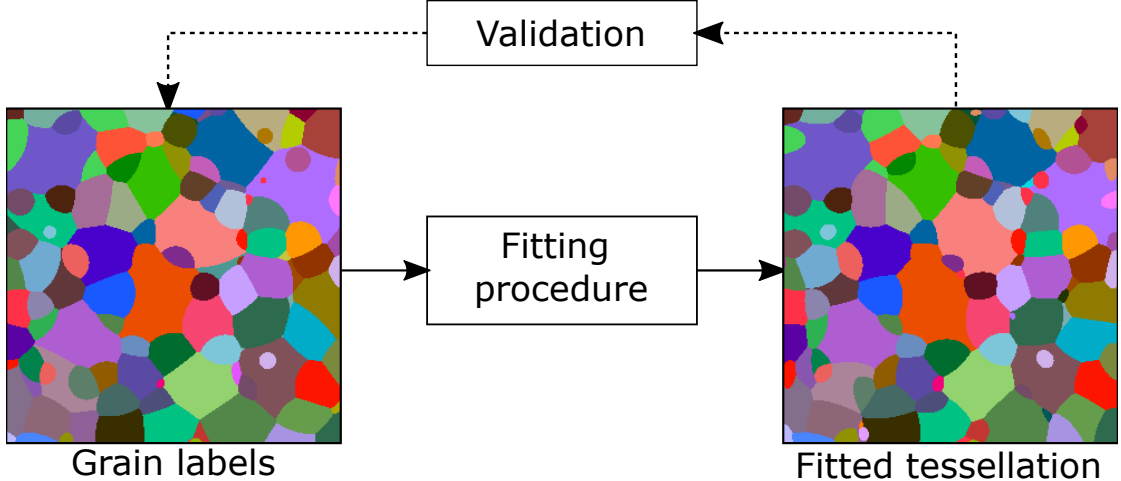 Validation
Fitting
procedure
Grain labels
Fitted tessellation